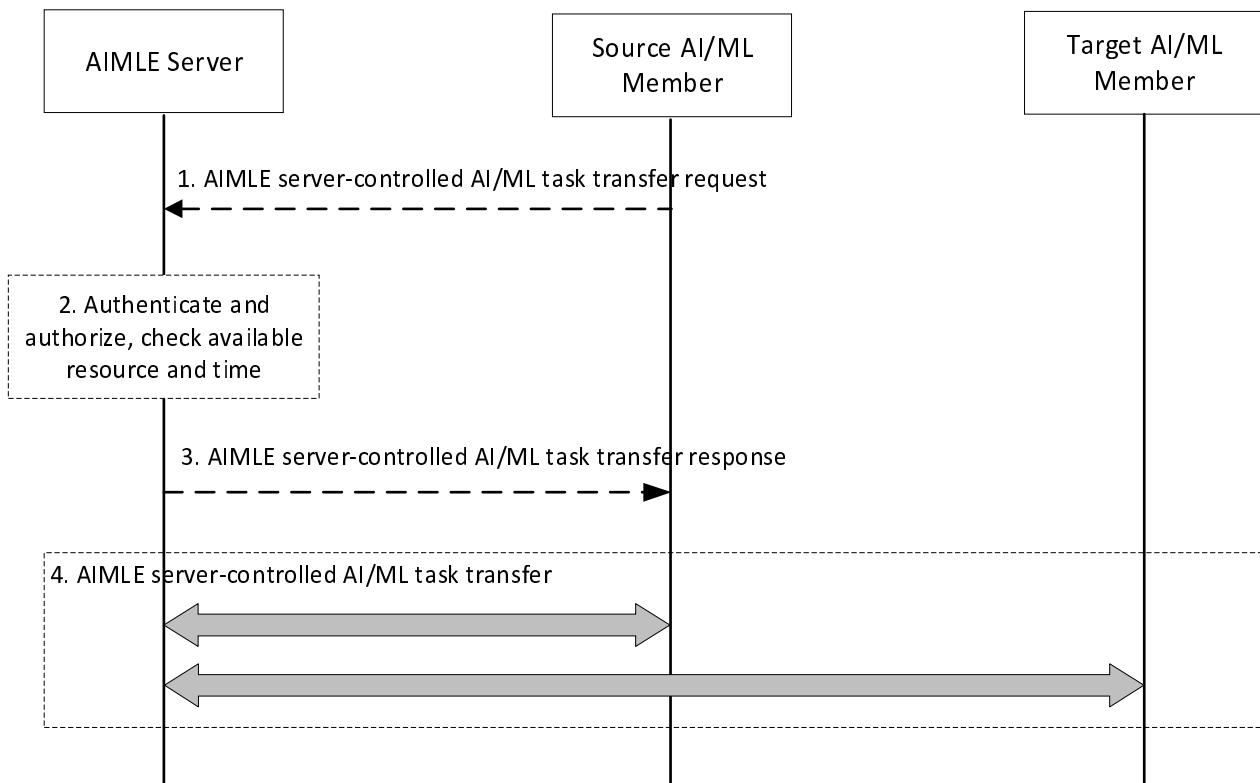 AIMLE Server
Source AI/ML
Member
Target AI/ML
Member
1. AIMLE server-controlled AI/ML task transfer request
2. Authenticate and
authorize, check available
resource and time
3. AIMLE server-controlled AI/ML task transfer response
4. AIMLE server-controlled AI/ML task transfer